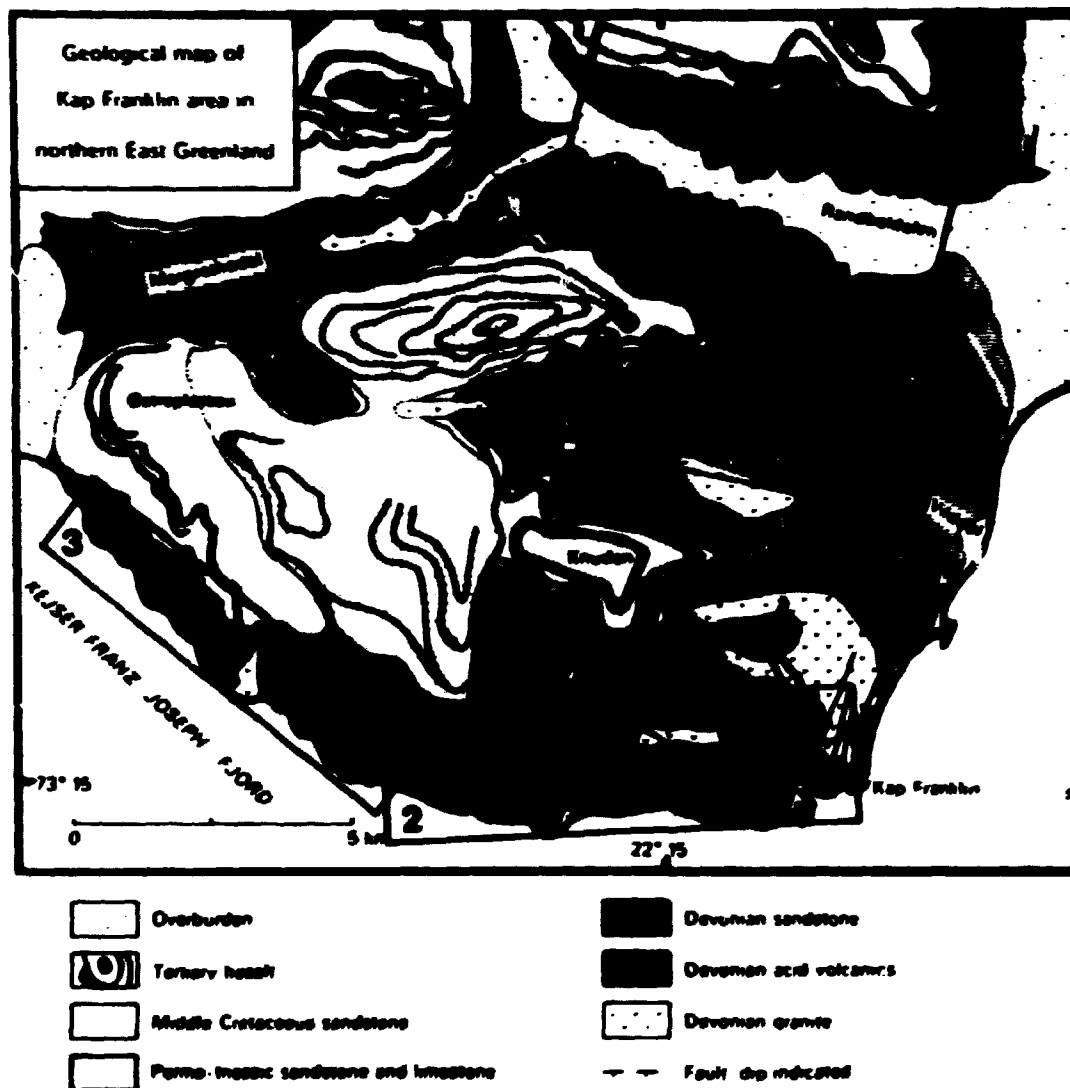 Geological map of
Kap Franklin area in
northern East Greenland
Randbøldalen
Knuden
3
KEJSER FRANZ JOSEPH FJORD
73° 15
0
5 km
2
22° 15
Kap Franklin
Overburden
Tertiary basalt
Middle Cretaceous sandstone
Permo-triassic sandstone and limestone
Devonian sandstone
Devonian acid volcanics
Devonian granite
Fault dip indicated